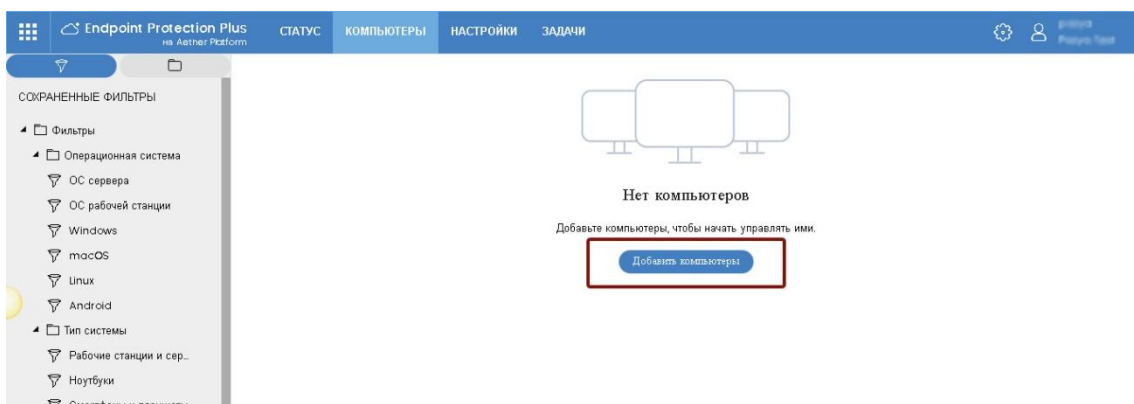 Endpoint Protection Plus
на Aether Platform
СТАТУС
КОМПЬЮТЕРЫ
НАСТРОЙКИ
ЗАДАЧИ
СОХРАНЕННЫЕ ФИЛЬТРЫ
Фильтры
Операционная система
ОС сервера
ОС рабочей станции
Windows
macOS
Linux
Android
Тип системы
Рабочие станции и сер...
Ноутбуки
Нет компьютеров
Добавьте компьютеры, чтобы начать управлять ими.
Добавить компьютеры